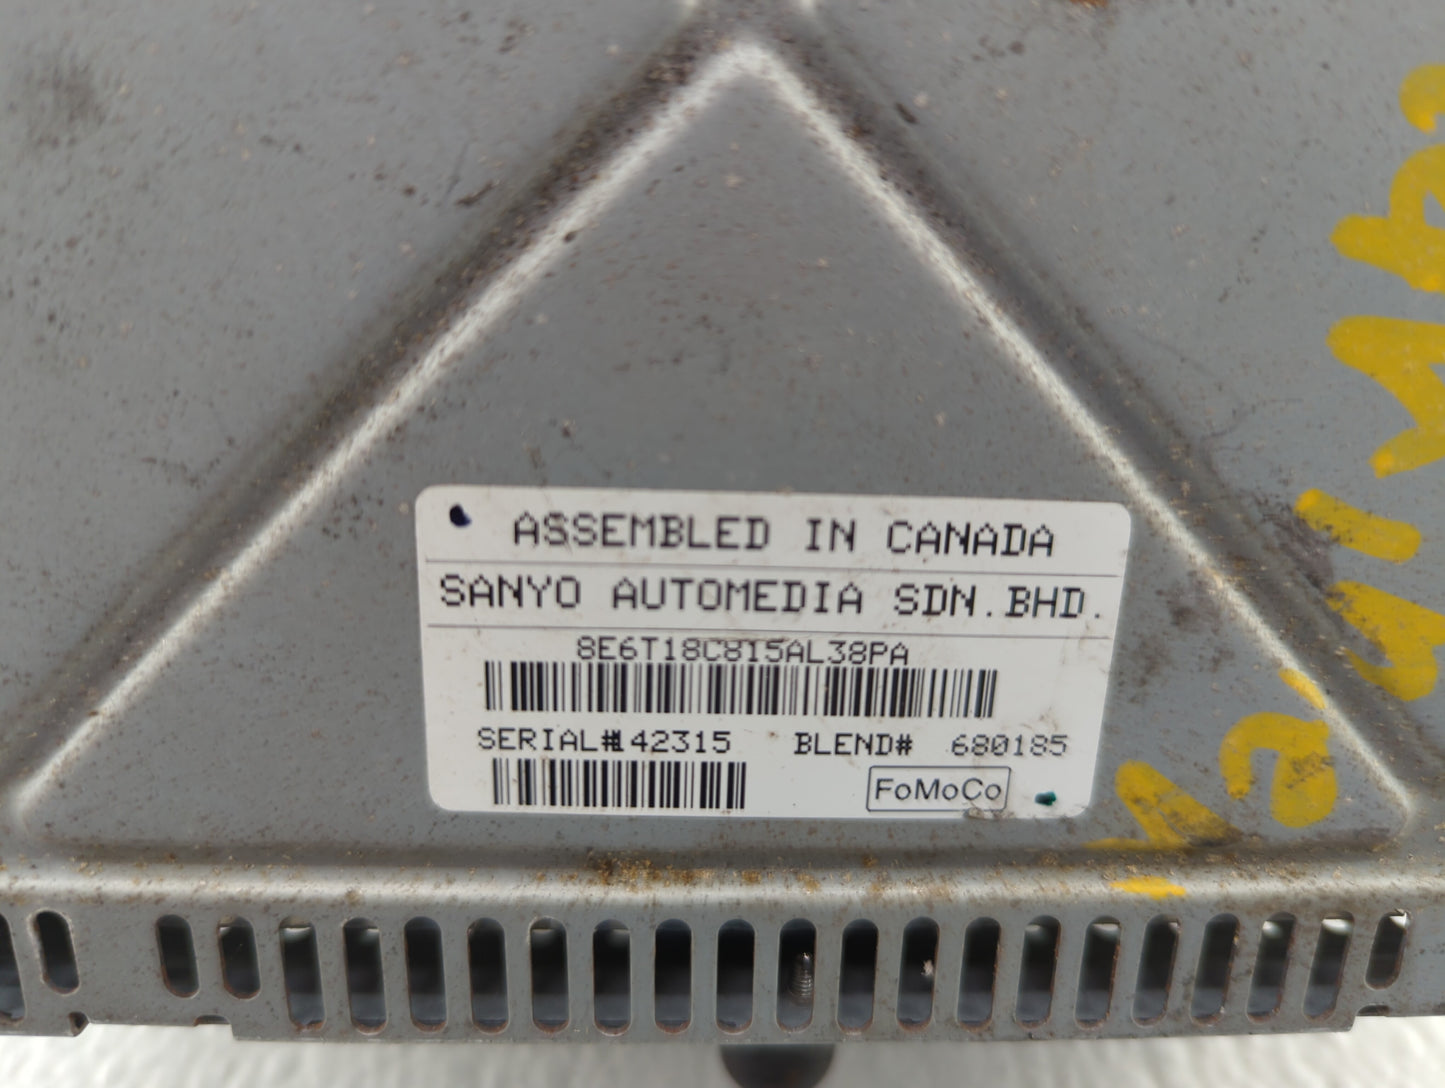 ASSEMBLED IN CANADA
SANYO AUTOMEDIA SDN.BHD.
8E6T18C815AL38PA
SERIAL#142315 BLEND# 680185
FoMoCo